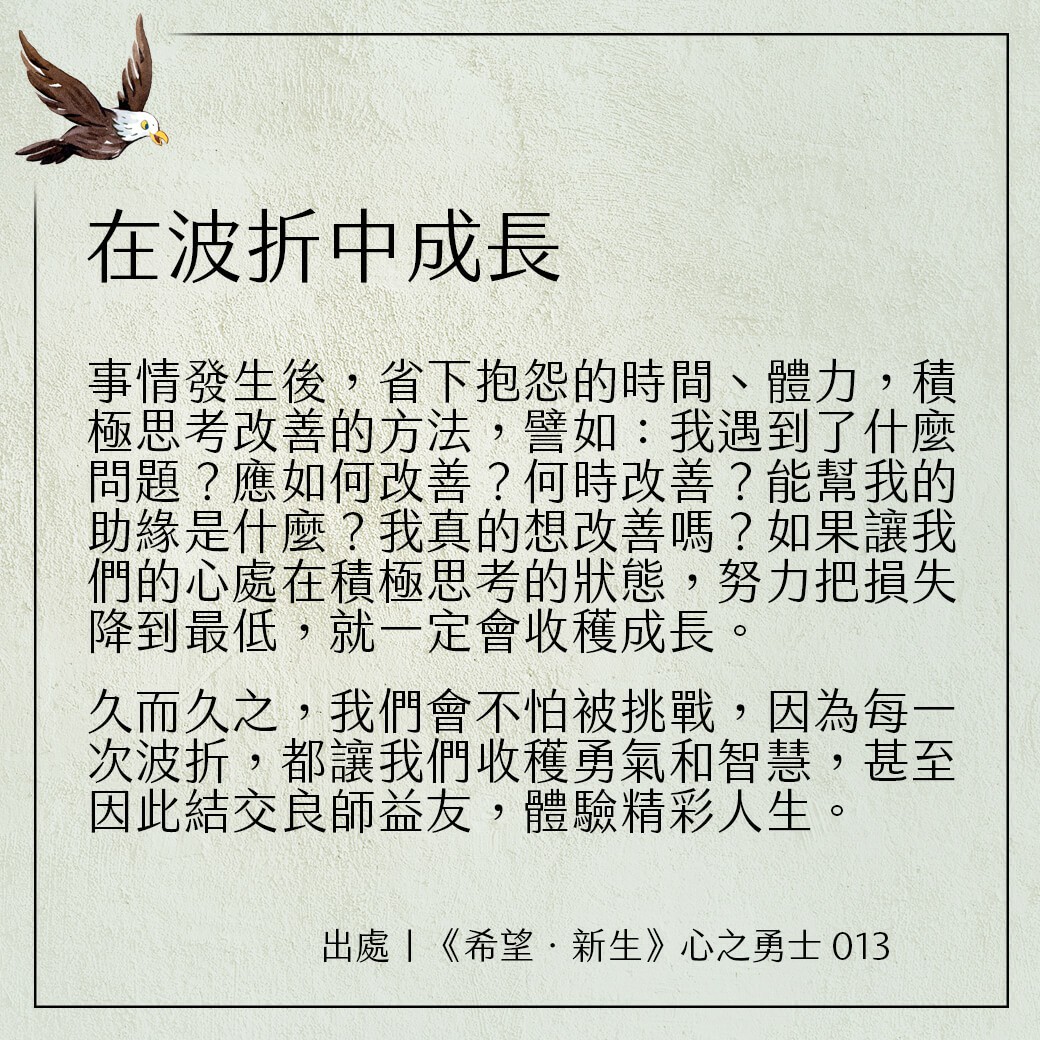 在波折中成長
事情發生後，省下抱怨的時間、體力，積
極思考改善的方法，譬如：我遇到了什麼
問題？應如何改善？何時改善？能幫我的
助緣是什麼？我真的想改善嗎？如果讓我
們的心處在積極思考的狀態，努力把損失
降到最低，就一定會收穫成長。
久而久之，我們會不怕被挑戰，因為每一
次波折，都讓我們收穫勇氣和智慧，甚至
因此結交良師益友，體驗精彩人生。
出處｜《希望．新生》心之勇士 013